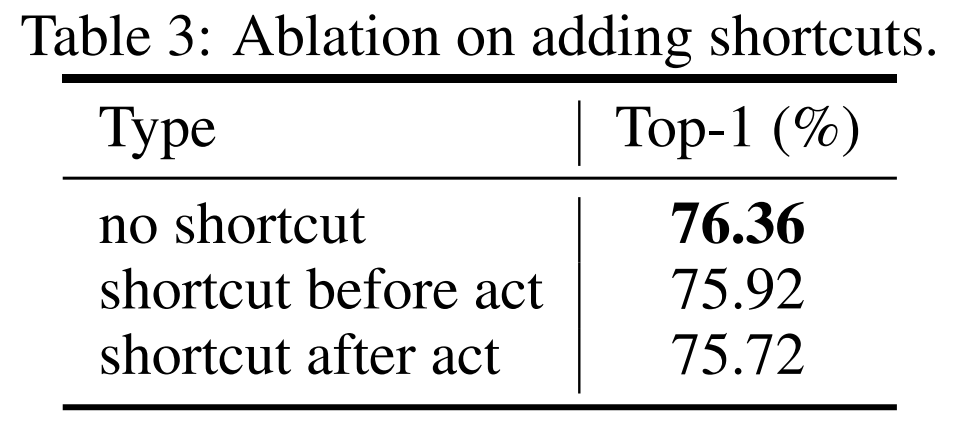 Table 3: Ablation on adding shortcuts.
Type Top-1 (%)
no shortcut 76.36
shortcut before act 75.92
shortcut after act 75.72